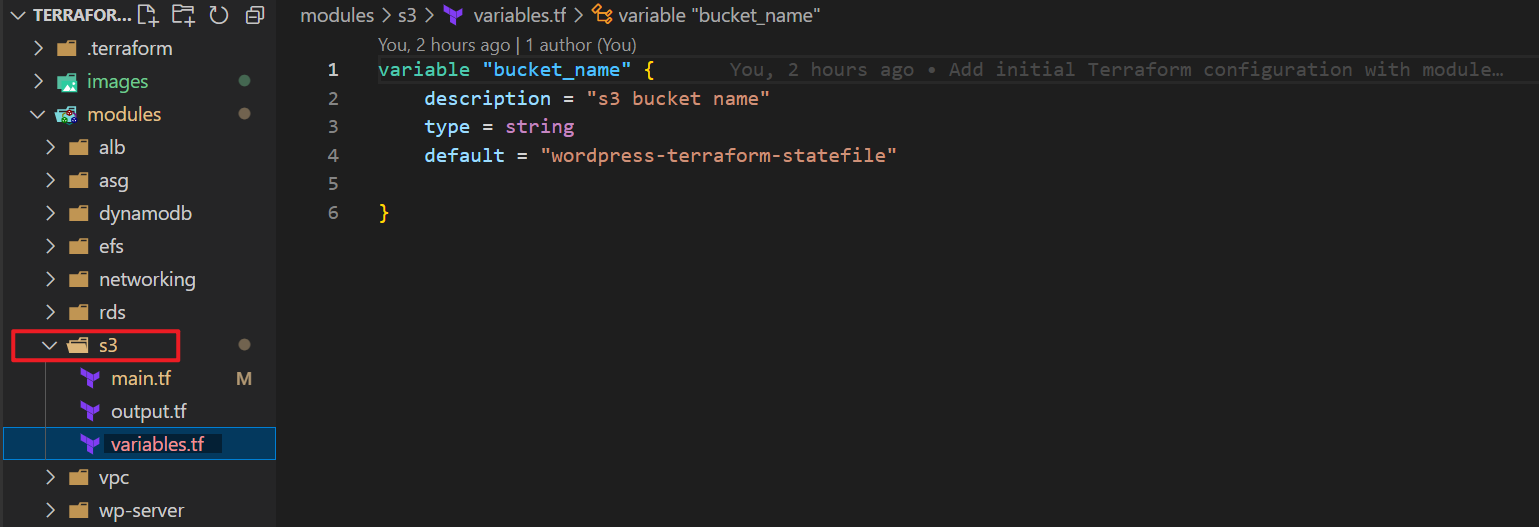 TERRAFOR...
modules > s3 > variables.tf > variable "bucket_name"
.terraform
images
modules
alb
asg
dynamodb
efs
networking
rds
s3
main.tf M
output.tf
variables.tf
vpc
wp-server
You, 2 hours ago | 1 author (You)
1 variable "bucket_name" { You, 2 hours ago • Add initial Terraform configuration with module…
2 description = "s3 bucket name"
3 type = string
4 default = "wordpress-terraform-statefile"
5
6 }